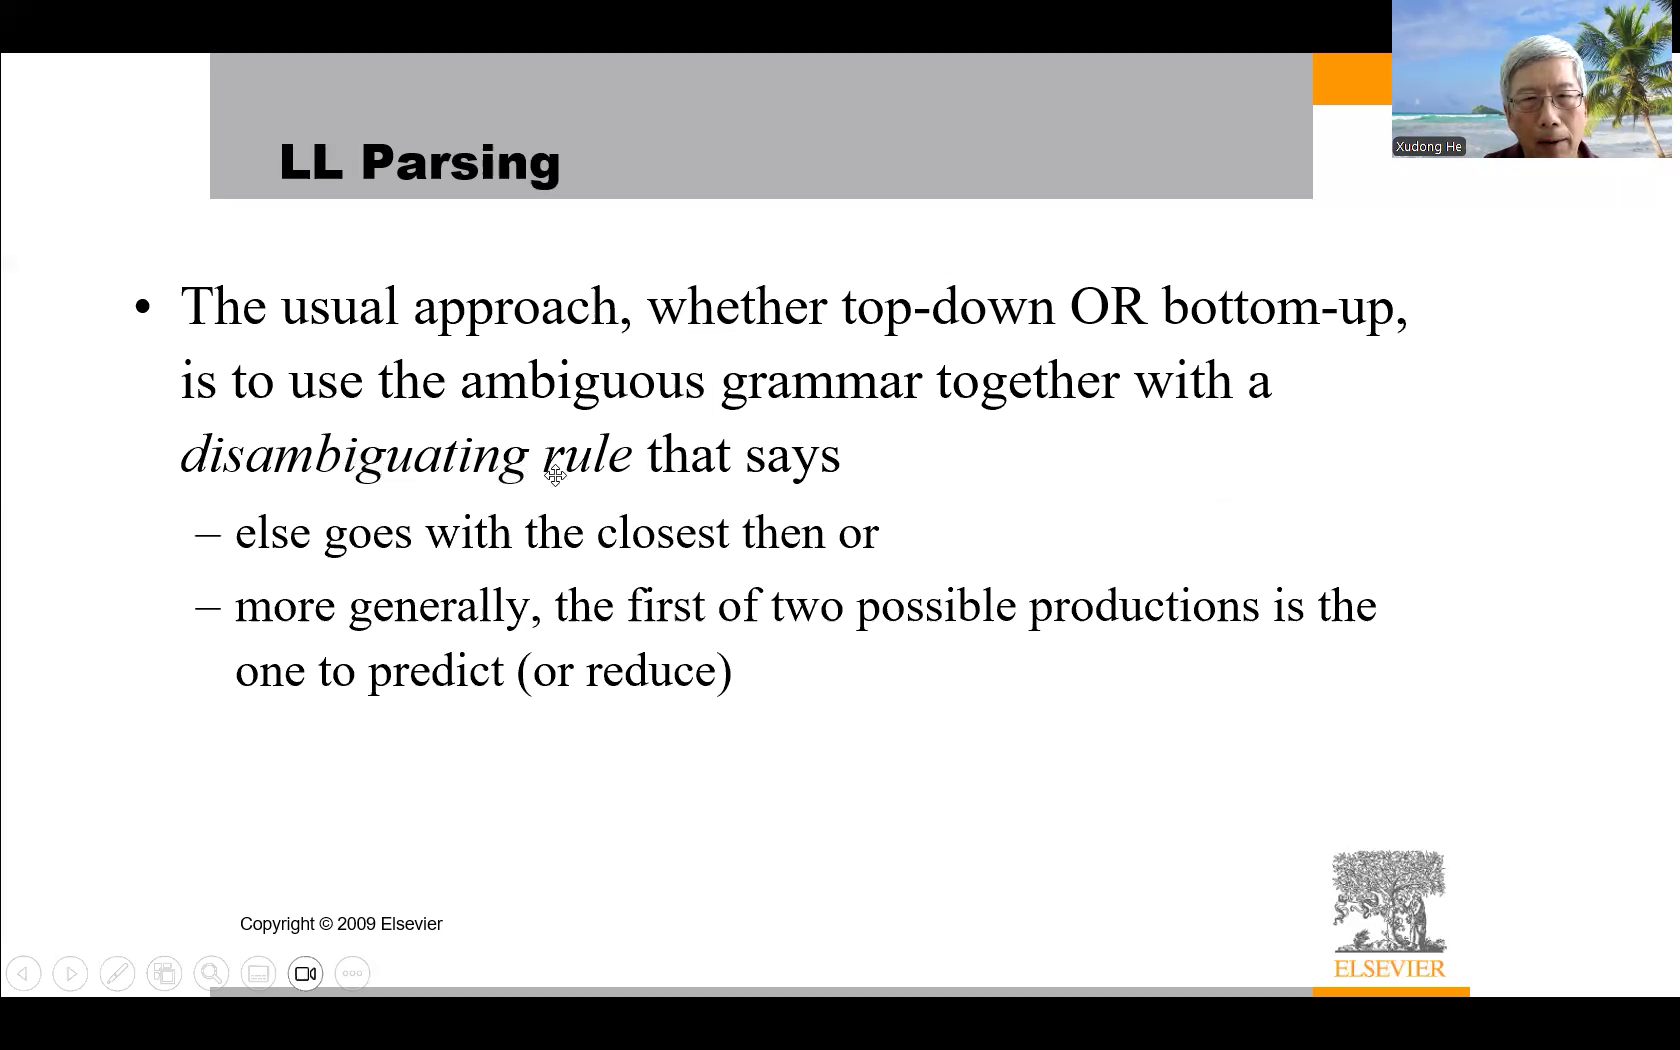 Xudong He
LL Parsing
• The usual approach, whether top-down OR bottom-up,
is to use the ambiguous grammar together with a
disambiguating rule that says
– else goes with the closest then or
– more generally, the first of two possible productions is the
one to predict (or reduce)
Copyright © 2009 Elsevier
ELSEVIER